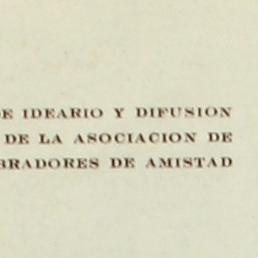 E IDEARIO Y DIFUSION
DE LA ASOCIACION DE
BRADORES DE AMISTAD